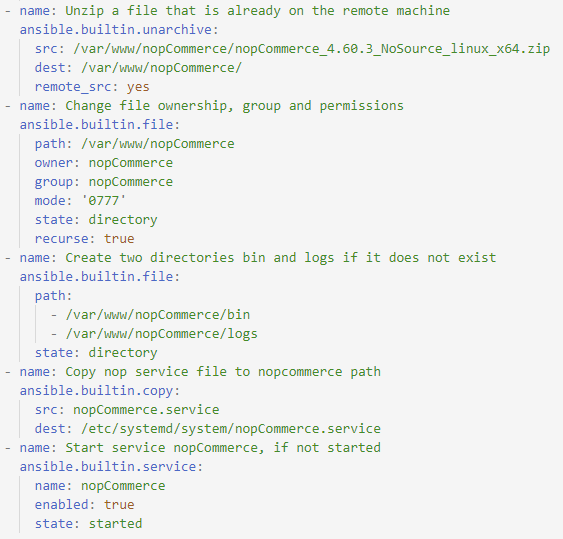 - name: Unzip a file that is already on the remote machine
  ansible.builtin.unarchive:
    src: /var/www/nopCommerce/nopCommerce_4.60.3_NoSource_linux_x64.zip
    dest: /var/www/nopCommerce/
    remote_src: yes
- name: Change file ownership, group and permissions
  ansible.builtin.file:
    path: /var/www/nopCommerce
    owner: nopCommerce
    group: nopCommerce
    mode: '0777'
    state: directory
    recurse: true
- name: Create two directories bin and logs if it does not exist
  ansible.builtin.file:
    path:
      - /var/www/nopCommerce/bin
      - /var/www/nopCommerce/logs
    state: directory
- name: Copy nop service file to nopcommerce path
  ansible.builtin.copy:
    src: nopCommerce.service
    dest: /etc/systemd/system/nopCommerce.service
- name: Start service nopCommerce, if not started
  ansible.builtin.service:
    name: nopCommerce
    enabled: true
    state: started